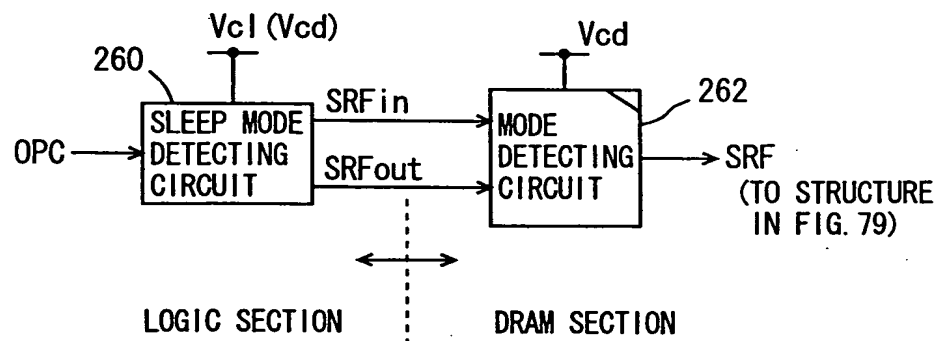 Vcl(Vcd)
Vcd
260
262
SRFin
SLEEP MODE
DETECTING
CIRCUIT
MODE
DETECTING
CIRCUIT
OPC
SRF
SRFout
(TO STRUCTURE
IN FIG. 79)
LOGIC SECTION
DRAM SECTION